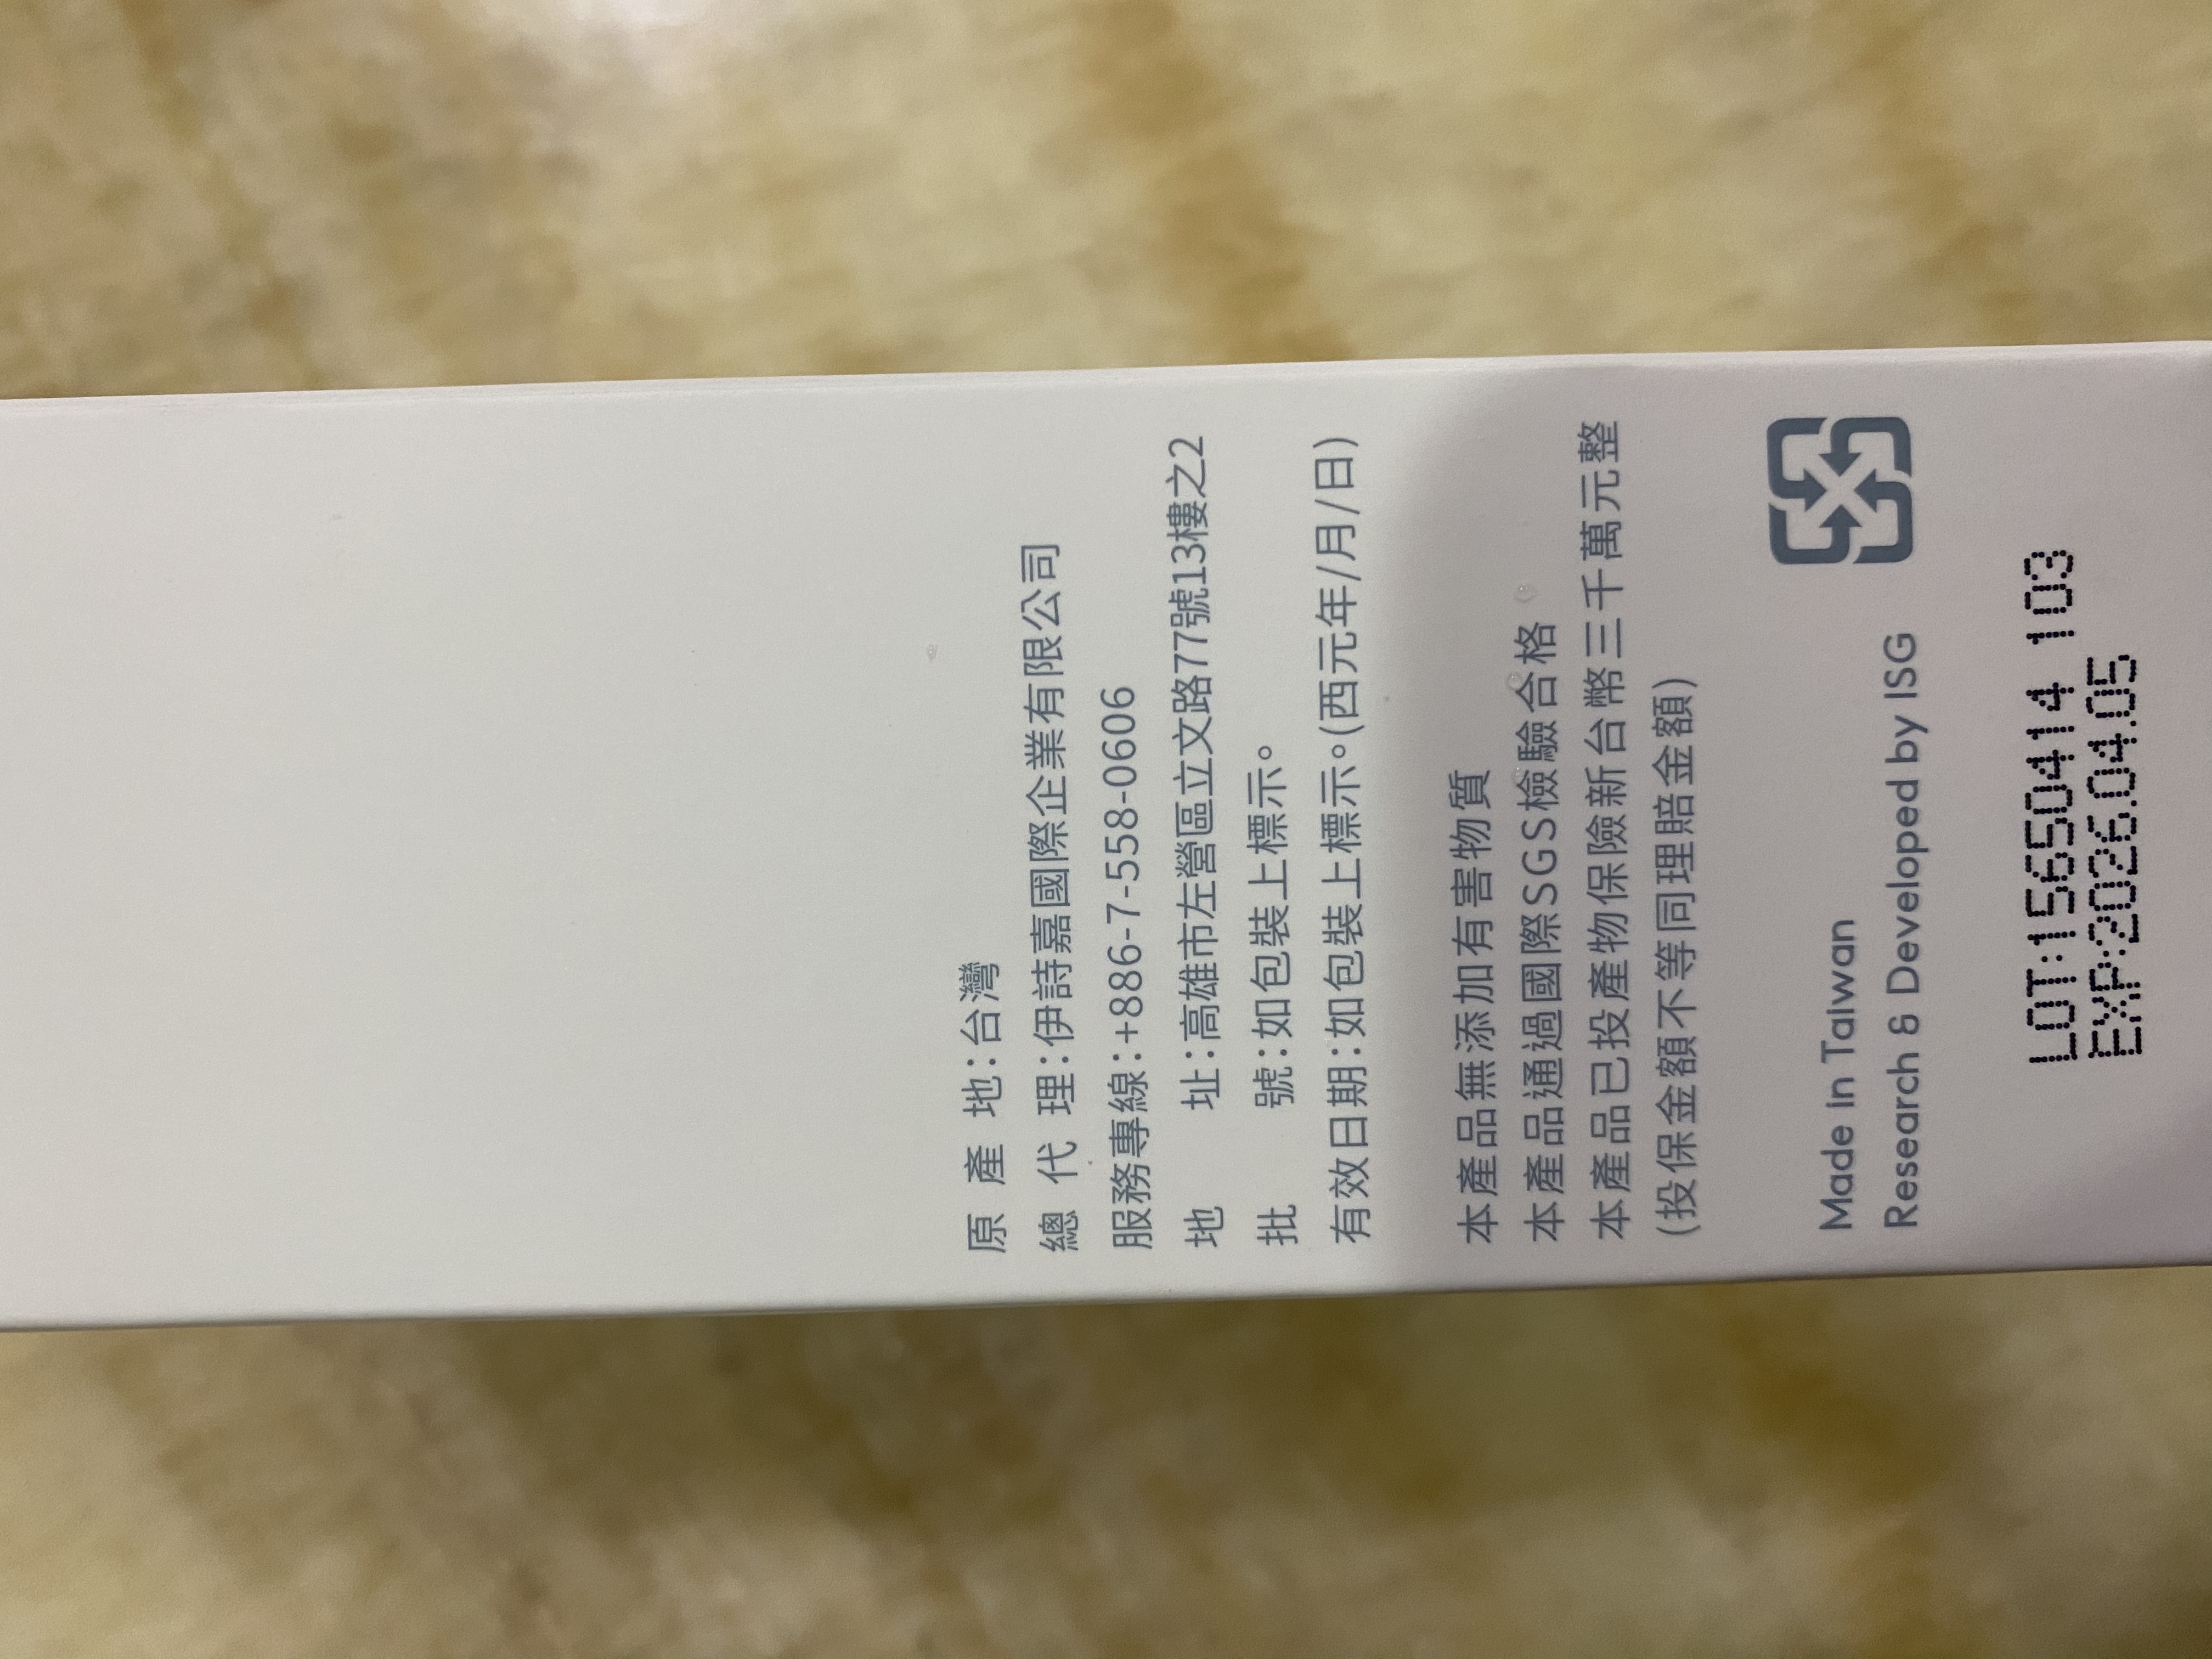 原產地:台灣
總代理:伊詩嘉國際企業有限公司
服務專線:+886-7-558-0606
地址:高雄市左營區立文路77號13樓之2
批號:如包裝上標示。
有效日期:如包裝上標示。(西元年/月/日)
本產品無添加有害物質
本產品通過國際SGS檢驗合格
本產品已投產物保險新台幣三千萬元整
(投保金額不等同理賠金額)
Made in Taiwan
Research & Developed by ISG
LOT:15650414 103
EXP:2026.04.05